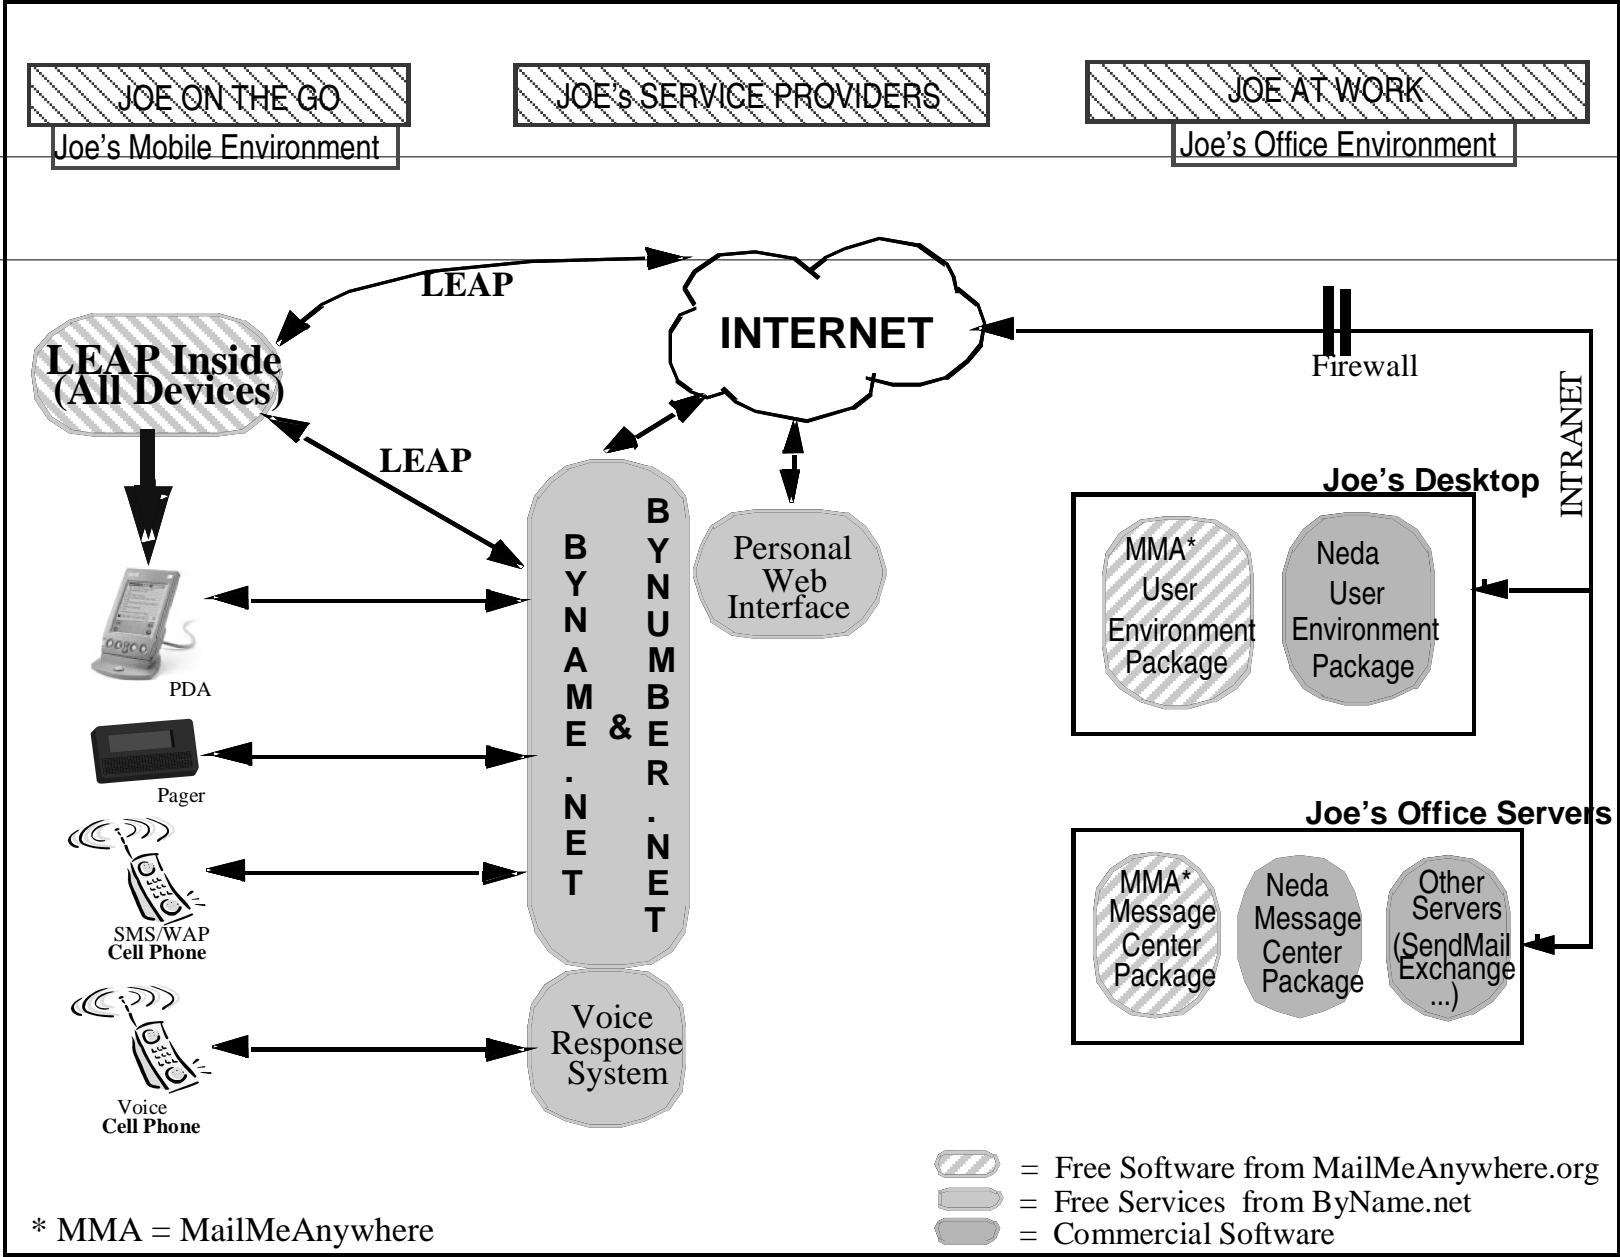 JOE ON THE GO
Joe's Mobile Environment
JOE's SERVICE PROVIDERS
JOE AT WORK
Joe's Office Environment
LEAP
INTERNET
Firewall
INTRANET
LEAP Inside
(All Devices)
LEAP
PDA
Pager
SMS/WAP
Cell Phone
Voice
Cell Phone
BYNAME.NET
&
BYNUMBER.NET
Voice
Response
System
Personal
Web
Interface
Joe's Desktop
MMA*
User
Environment
Package
Neda
User
Environment
Package
Joe's Office Servers
MMA*
Message
Center
Package
Neda
Message
Center
Package
Other
Servers
(SendMail
Exchange
...)
= Free Software from MailMeAnywhere.org
= Free Services from ByName.net
= Commercial Software
* MMA = MailMeAnywhere